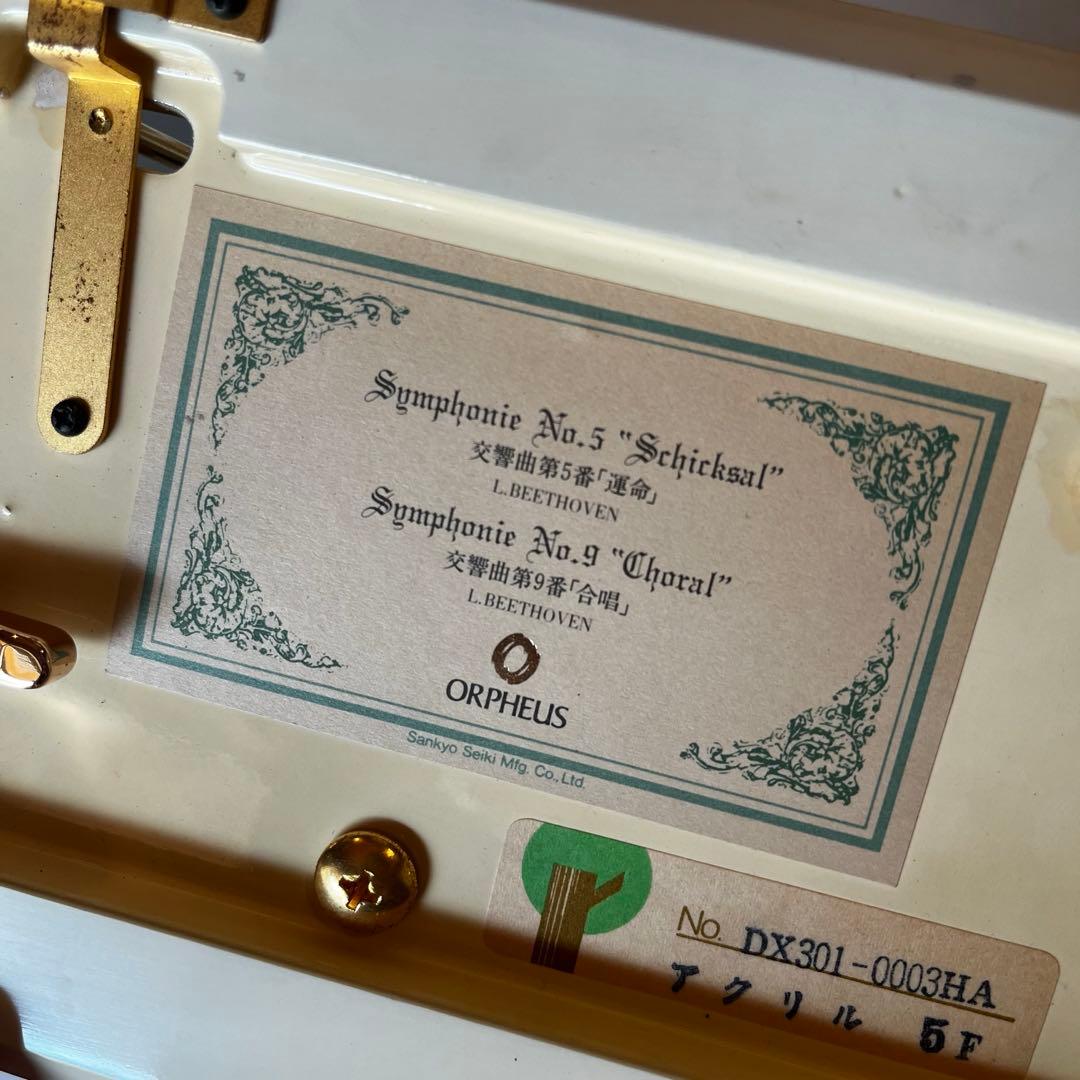 Symphonie No.5 "Schicksal"
交響曲第5番「運命」
L.BEETHOVEN
Symphonie No.9 "Choral"
交響曲第9番「合唱」
L.BEETHOVEN
ORPHEUS
Sankyo Seiki Mfg. Co., Ltd.
No. DX301-0003HA
アクリル 5F